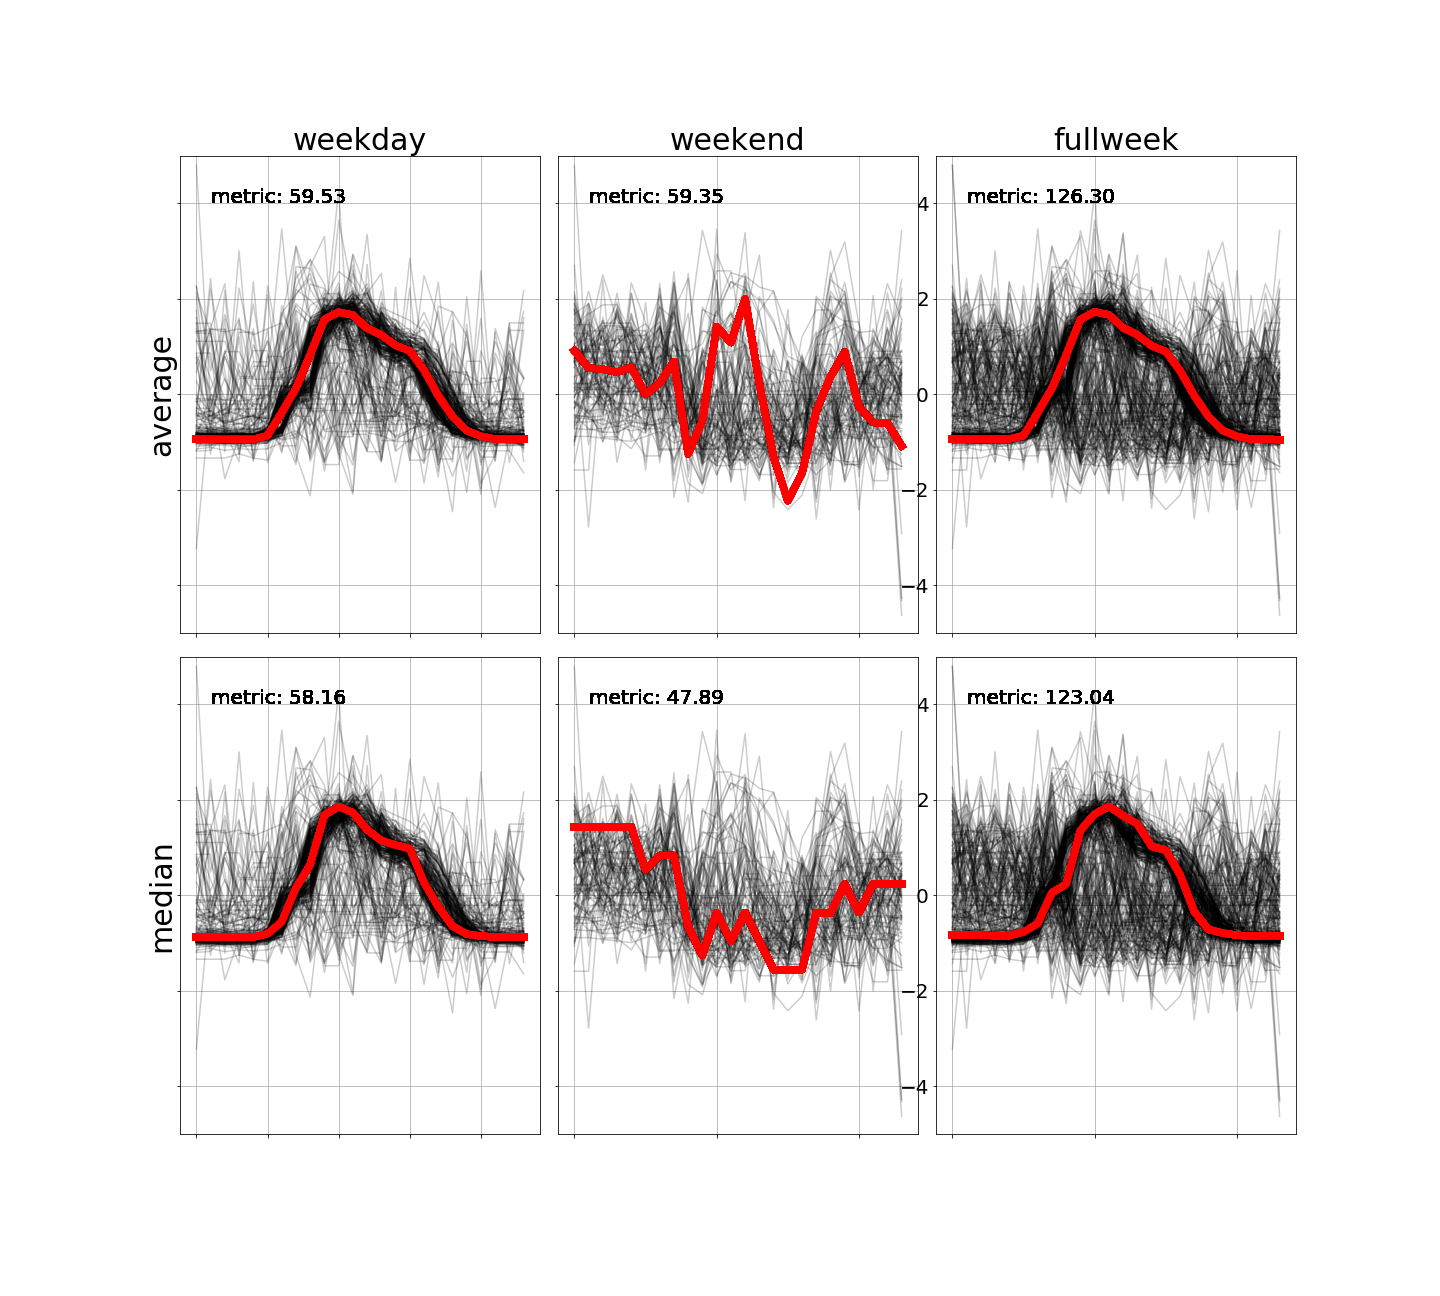 weekday weekend fullweek
average
metric: 59.53
metric: 59.35
metric: 126.30
4
2
0
−2
−4
median
metric: 58.16
metric: 47.89
metric: 123.04
4
2
0
−2
−4